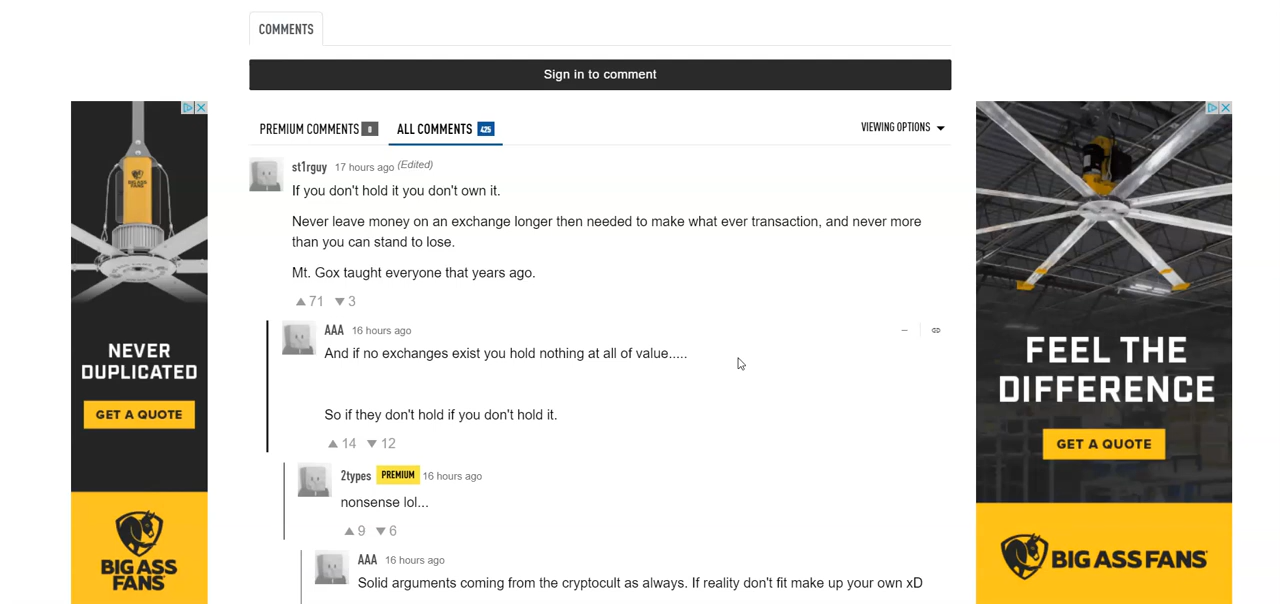 COMMENTS
Sign in to comment
PREMIUM COMMENTS 0 ALL COMMENTS 425 VIEWING OPTIONS
st1rguy 17 hours ago (Edited)
If you don't hold it you don't own it.
Never leave money on an exchange longer then needed to make what ever transaction, and never more
than you can stand to lose.
Mt. Gox taught everyone that years ago.
71 3
AAA 16 hours ago
And if no exchanges exist you hold nothing at all of value.....
So if they don't hold if you don't hold it.
14 12
2types PREMIUM 16 hours ago
nonsense lol...
9 6
AAA 16 hours ago
Solid arguments coming from the cryptocult as always. If reality don't fit make up your own xD
BIG ASS
FANS
NEVER
DUPLICATED
GET A QUOTE
BIG ASS
FANS
FEEL THE
DIFFERENCE
GET A QUOTE
BIG ASS FANS